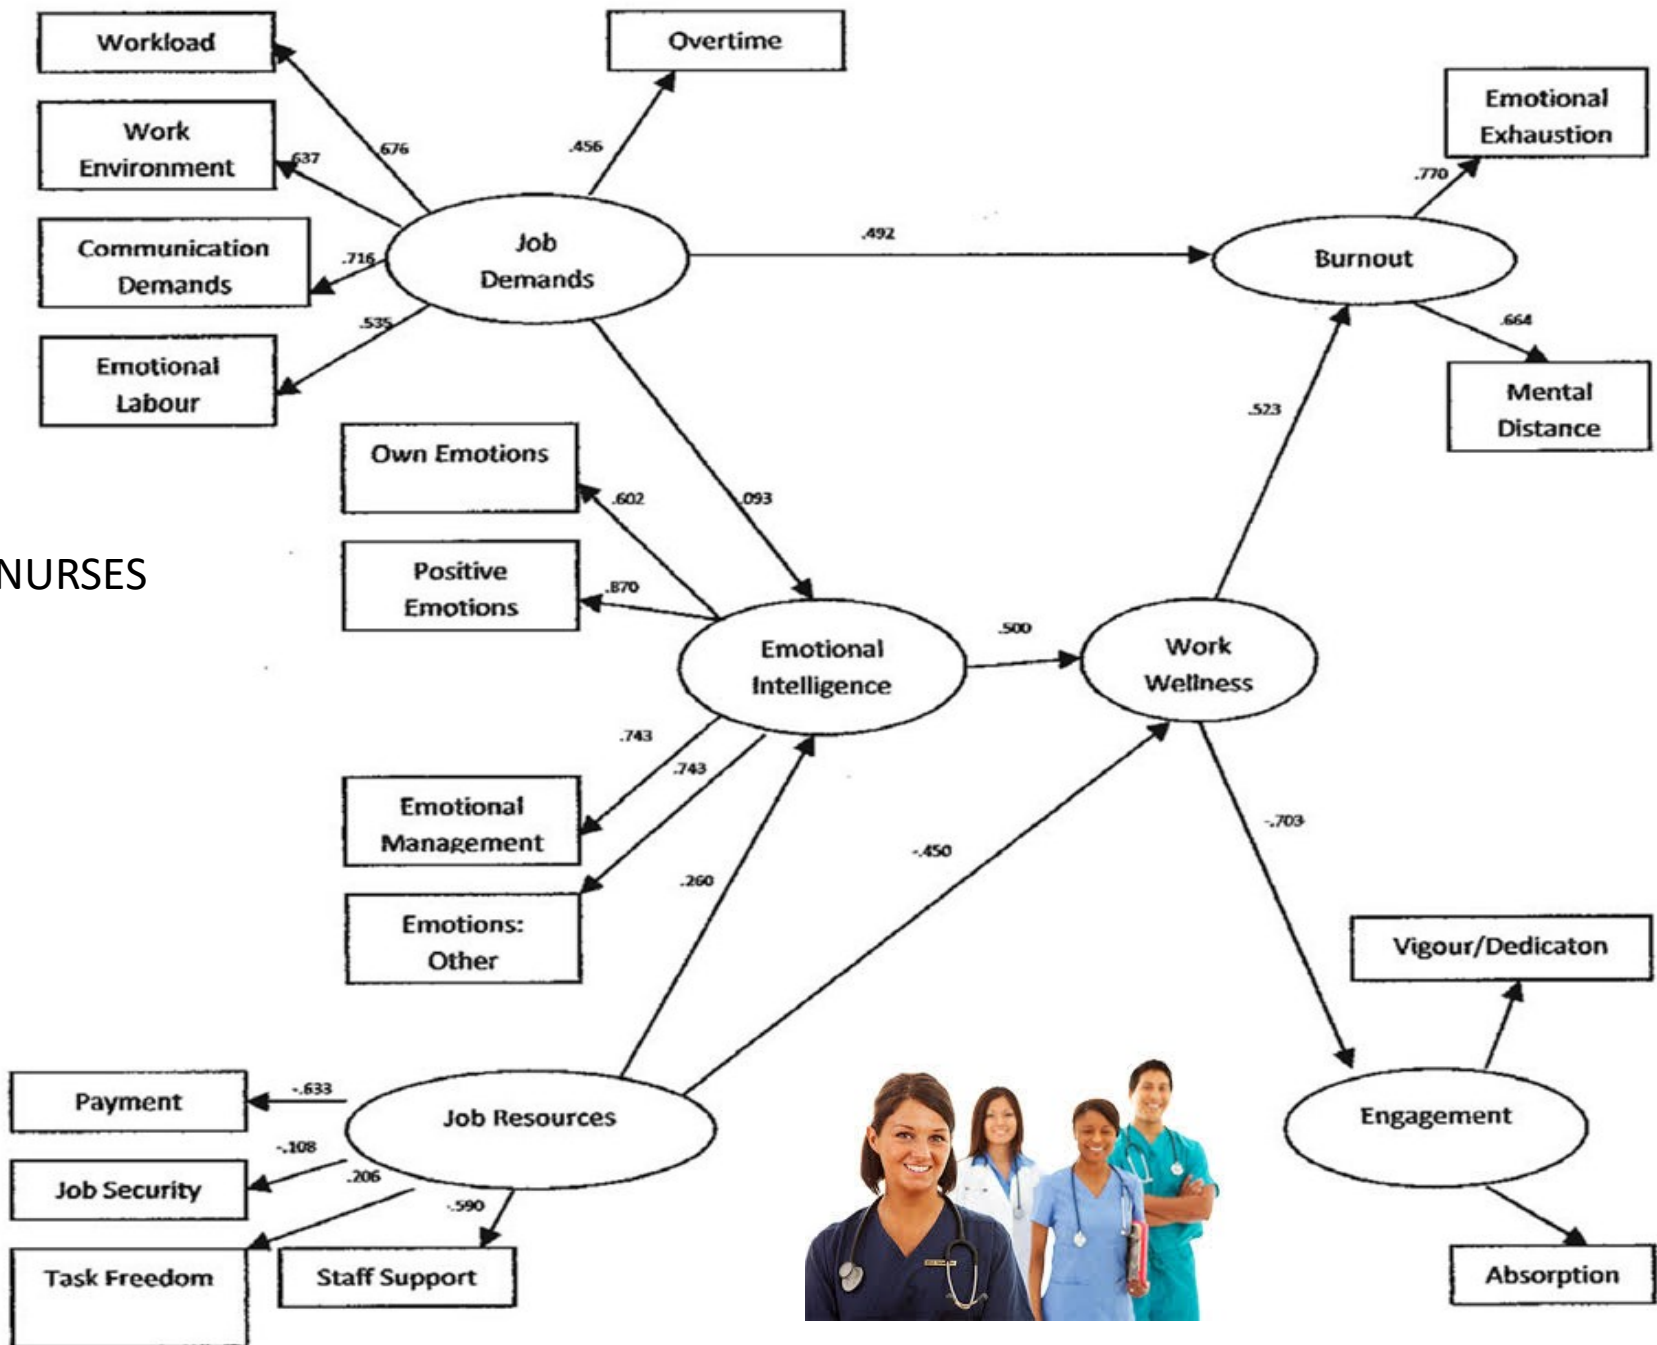 Workload
Overtime
Work
Environment
Communication
Demands
Emotional
Labour
.676
.637
.716
.535
.456
Job
Demands
.492
Burnout
Emotional
Exhaustion
.770
.664
Mental
Distance
Own Emotions
.602
.093
.523
NURSES
Positive
Emotions
.870
Emotional
Intelligence
.500
Work
Wellness
.743
.743
Emotional
Management
Emotions:
Other
.260
-.450
-.703
Vigour/Dedicaton
Payment
-.633
Job Resources
Engagement
Job Security
-.108
.206
-.590
Task Freedom
Staff Support
Absorption